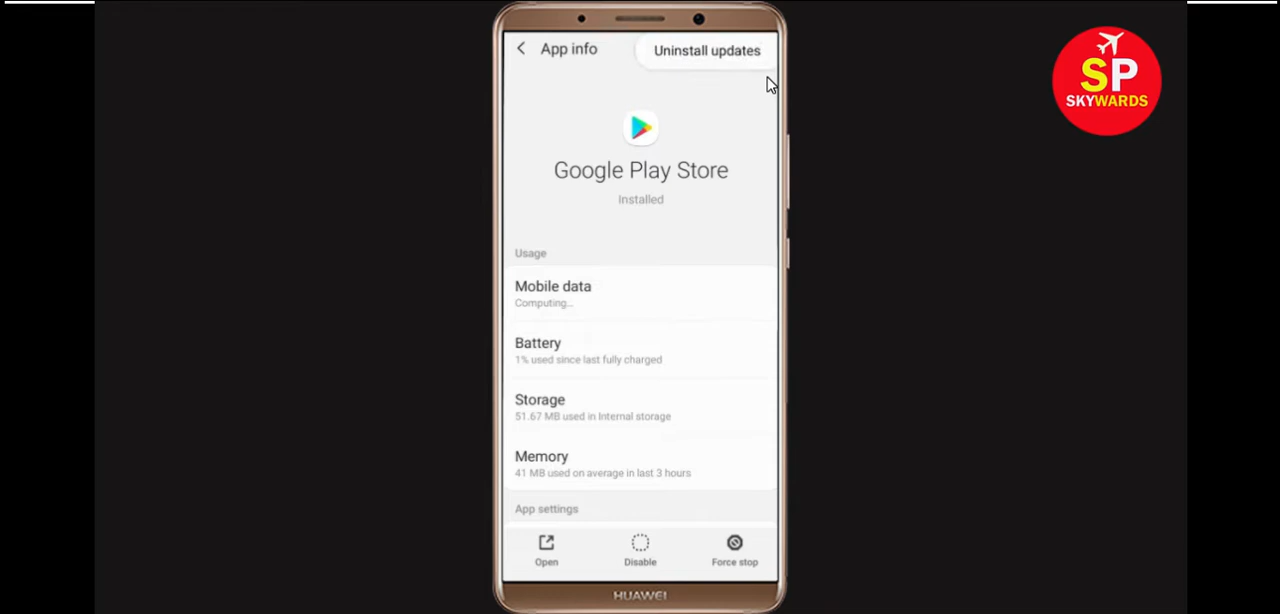 App info
Uninstall updates
SP
SKYWARDS
Google Play Store
Installed
Usage
Mobile data
Computing...
Battery
1% used since last fully charged
Storage
51.67 MB used in Internal storage
Memory
41 MB used on average in last 3 hours
App settings
Open
Disable
Force stop
HUAWEI